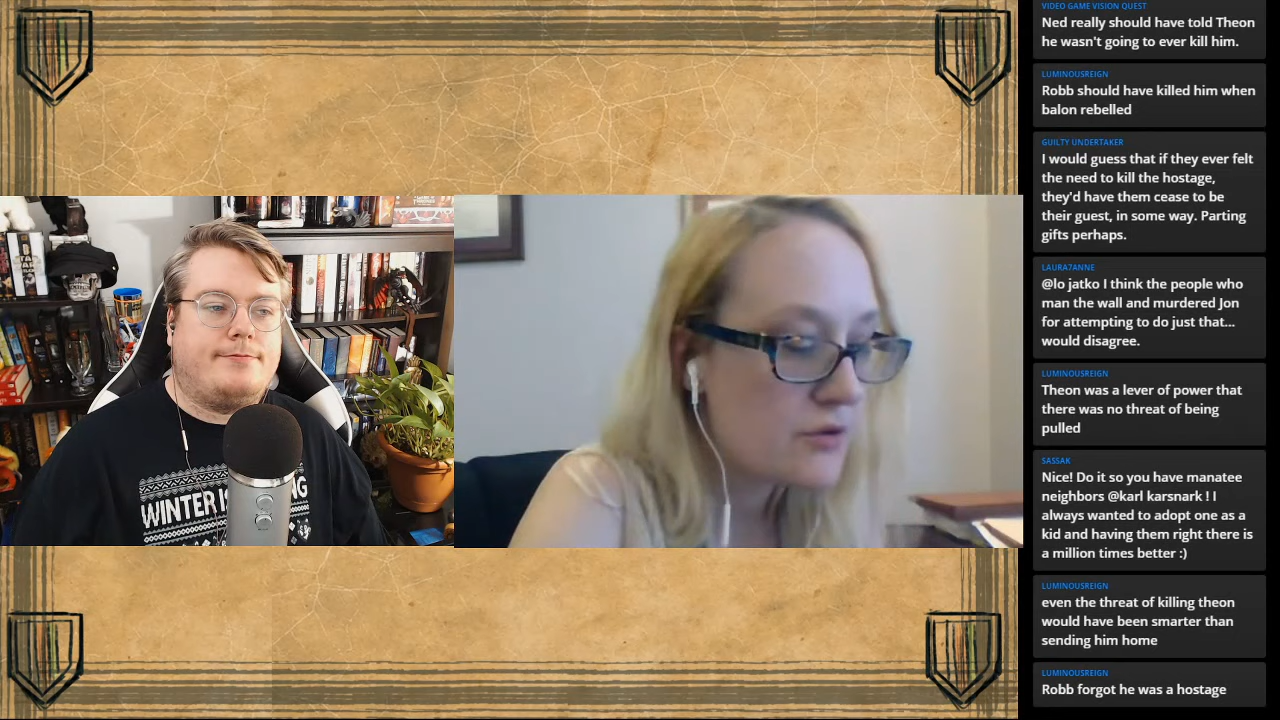 WINTER IS
NG
VIDEO GAME VISION QUEST
Ned really should have told Theon
he wasn't going to ever kill him.
LUMINOUSREIGN
Robb should have killed him when
balon rebelled
GUILTY UNDERTAKER
I would guess that if they ever felt
the need to kill the hostage,
they'd have them cease to be
their guest, in some way. Parting
gifts perhaps.
LAURA7ANNE
@lo jatko I think the people who
man the wall and murdered Jon
for attempting to do just that...
would disagree.
LUMINOUSREIGN
Theon was a lever of power that
there was no threat of being
pulled
SASSAK
Nice! Do it so you have manatee
neighbors @karl karsnark ! I
always wanted to adopt one as a
kid and having them right there is
a million times better :)
LUMINOUSREIGN
even the threat of killing theon
would have been smarter than
sending him home
LUMINOUSREIGN
Robb forgot he was a hostage